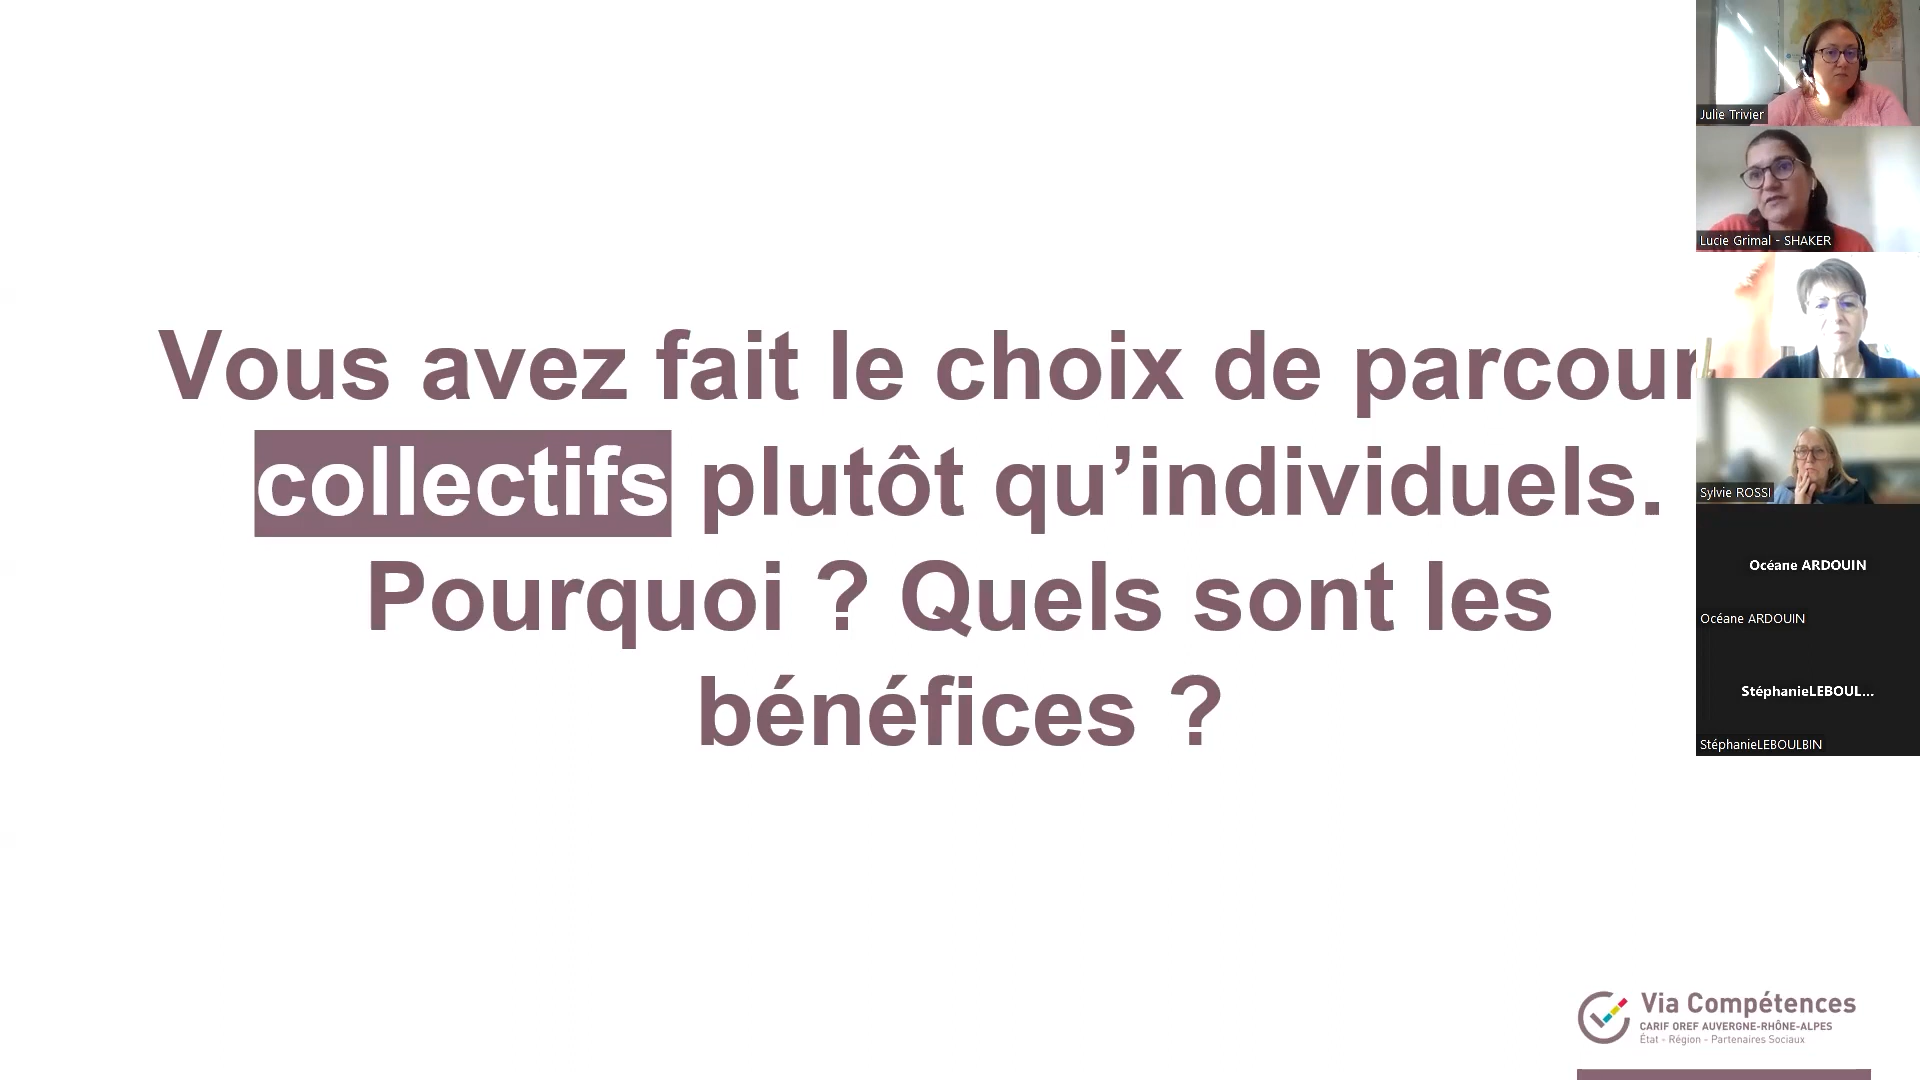 Vous avez fait le choix de parcour
collectifs plutôt qu’individuels.
Pourquoi ? Quels sont les
bénéfices ?
Julie Trivier
Lucie Grimal - SHAKER
Sylvie ROSSI
Océane ARDOUIN
Océane ARDOUIN
StéphanieLEBOUL...
StéphanieLEBOULBIN
Via Compétences
CARIF OREF AUVERGNE-RHÔNE-ALPES
État - Région - Partenaires Sociaux